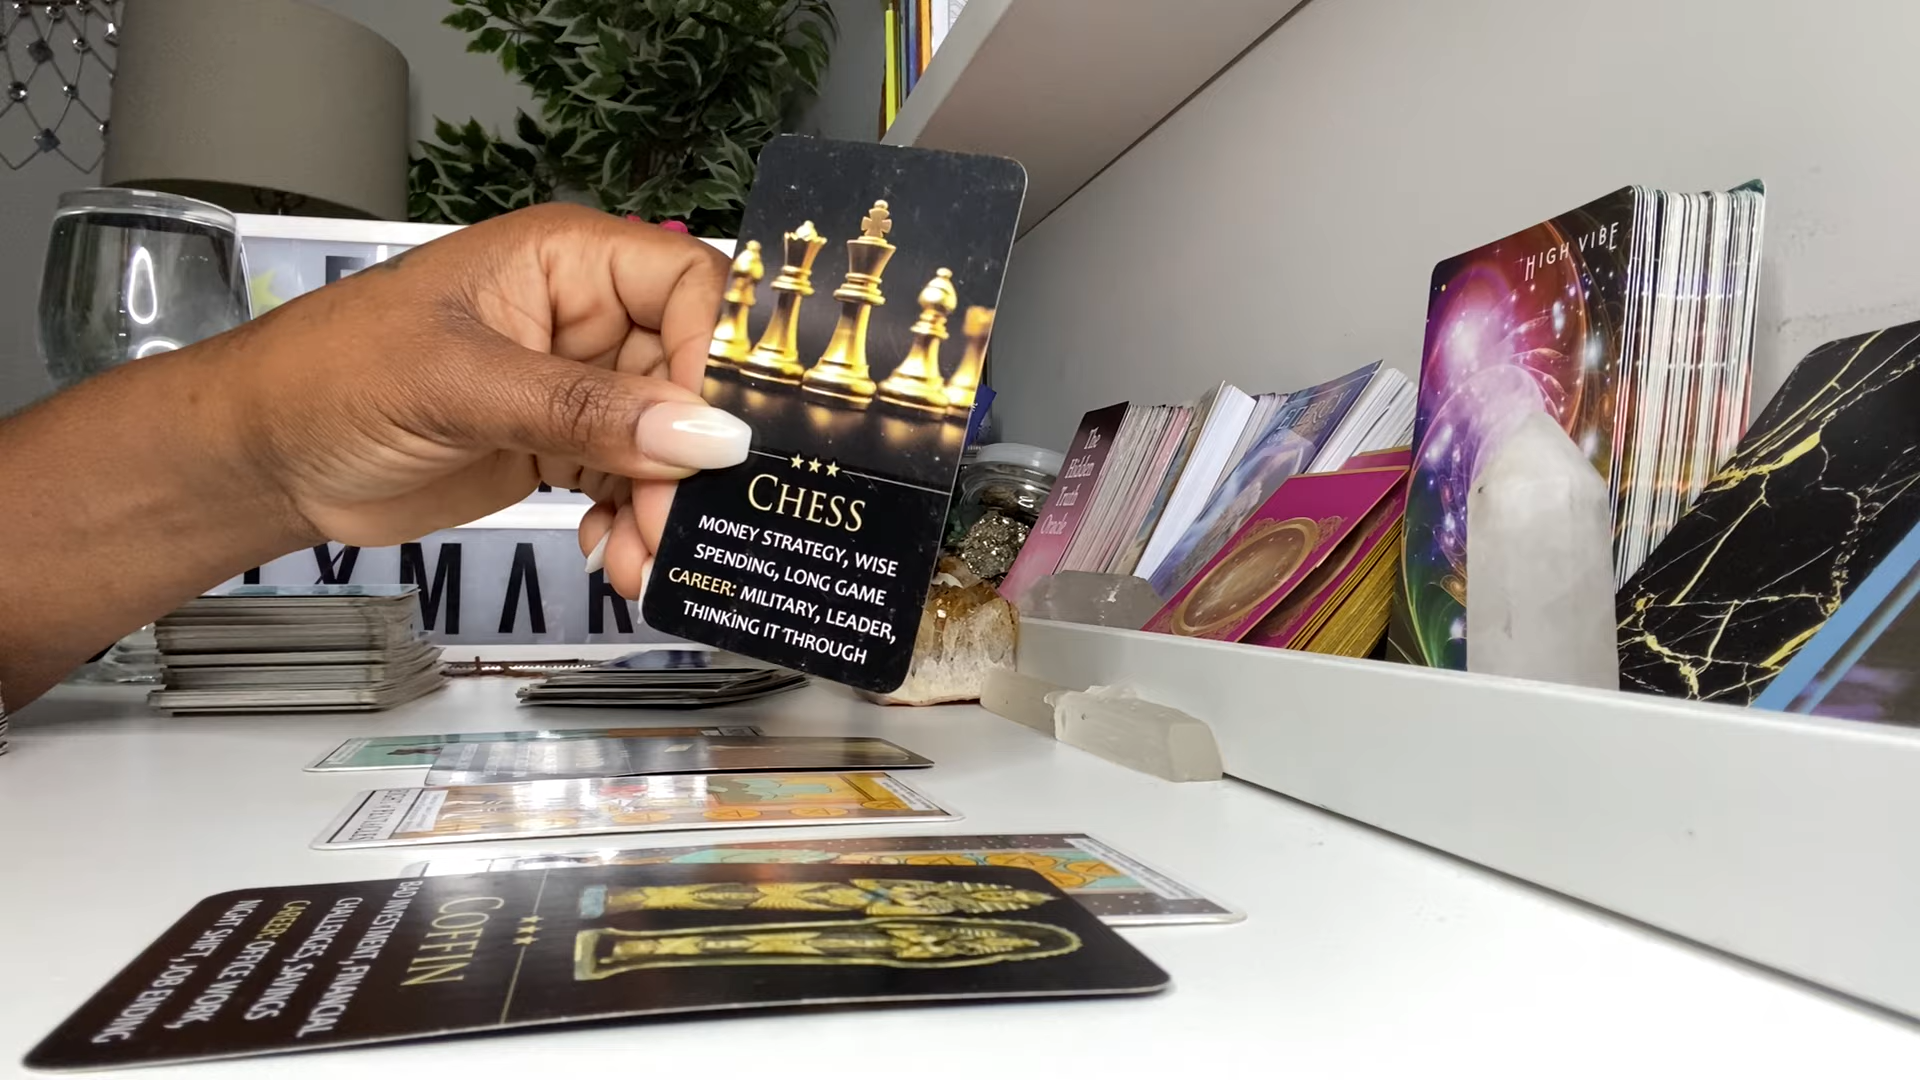 HIGH VIBE
The
Hidden
Truth
Oracle
CHESS
MONEY STRATEGY, WISE
SPENDING, LONG GAME
CAREER: MILITARY, LEADER,
THINKING IT THROUGH
COFFIN
BAD INVESTMENT, FINANCIAL
CHALLENGES, SAVINGS
CAREER: OFFICE WORK,
NIGHT SHIFT, JOB ENDING